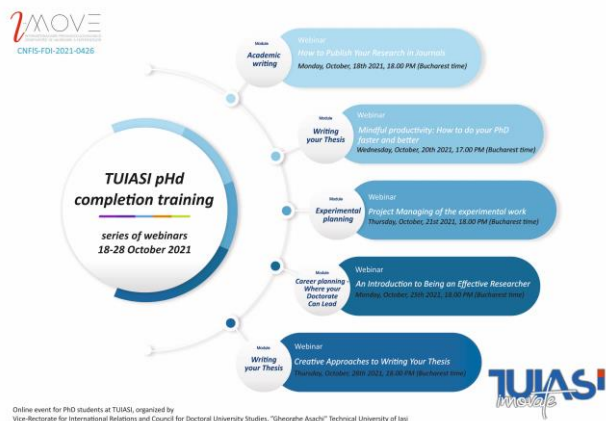 iMOVE
CNFIS-FDI-2021-0426
TUIASI pHd
completion training
series of webinars
18-28 October 2021
Module
Academic
writing
Webinar
How to Publish Your Research in Journals
Monday, October, 18th 2021, 18.00 PM (Bucharest time)
Module
Writing
your Thesis
Webinar
Mindful productivity: How to do your PhD
faster and better
Wednesday, October, 20th 2021, 17.00 PM (Bucharest time)
Module
Experimental
planning
Webinar
Project Managing of the experimental work
Thursday, October, 21st 2021, 18.00 PM (Bucharest time)
Module
Career planning -
Where your
Doctorate
Can Lead
Webinar
An Introduction to Being an Effective Researcher
Monday, October, 25th 2021, 18.00 PM (Bucharest time)
Module
Writing
your Thesis
Webinar
Creative Approaches to Writing Your Thesis
Thursday, October, 28th 2021, 18.00 PM (Bucharest time)
TUIASI
innovate
Online event for PhD students at TUIASI, organized by
Vice-Rectorate for International Relations and Council for Doctoral University Studies, "Gheorghe Asachi" Technical University of Iasi